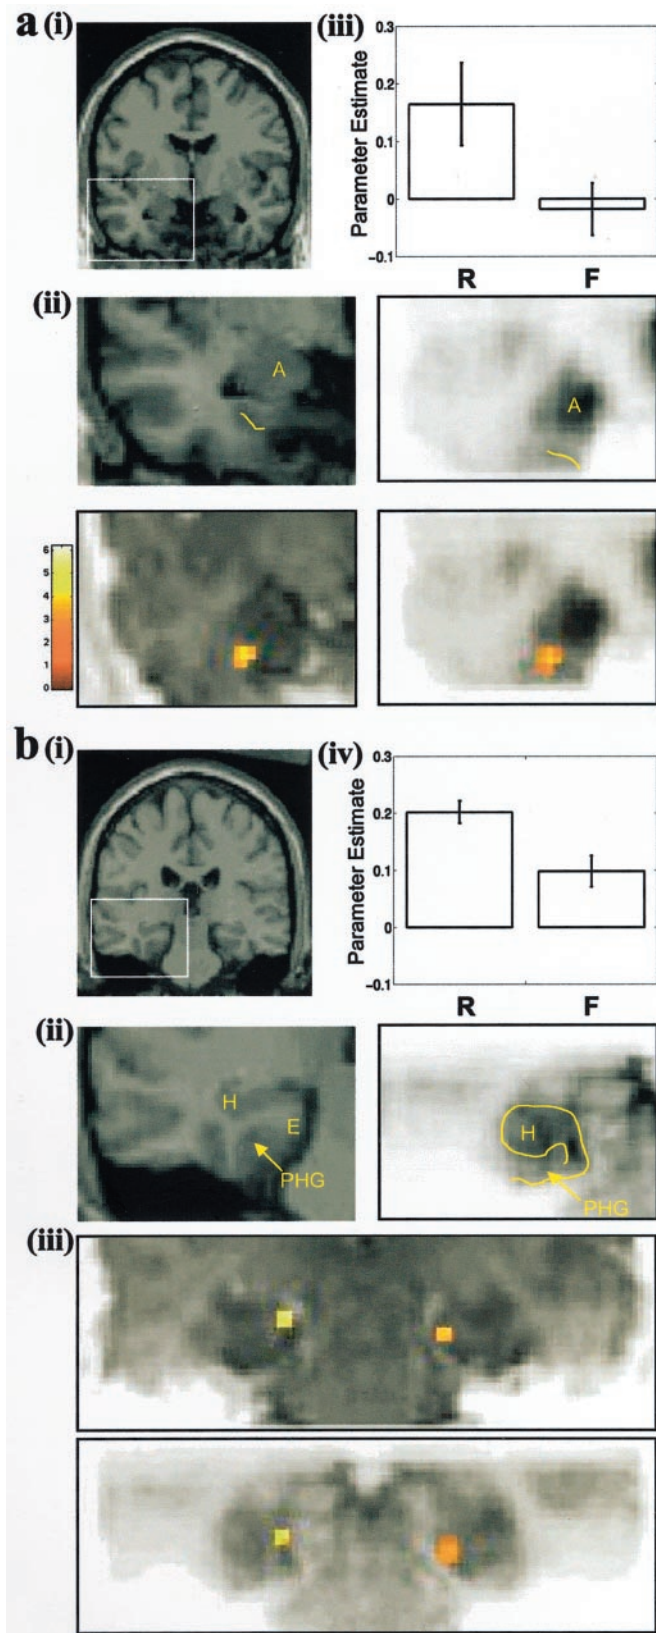 a (i)
(iii)
Parameter Estimate
0.3
0.2
0.1
0
−0.1
R F
(ii)
A
A
6
5
4
3
2
1
0
b (i)
(iv)
Parameter Estimate
0.3
0.2
0.1
0
−0.1
R F
(ii)
H
E
PHG
H
PHG
(iii)